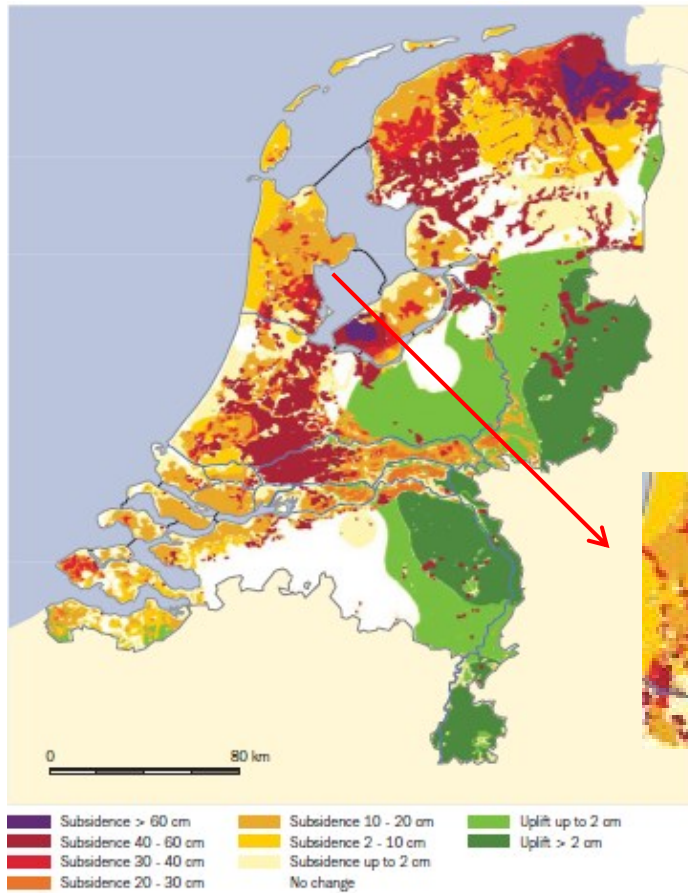 0 80 km
Subsidence > 60 cm
Subsidence 40 - 60 cm
Subsidence 30 - 40 cm
Subsidence 20 - 30 cm
Subsidence 10 - 20 cm
Subsidence 2 - 10 cm
Subsidence up to 2 cm
No change
Uplift up to 2 cm
Uplift > 2 cm